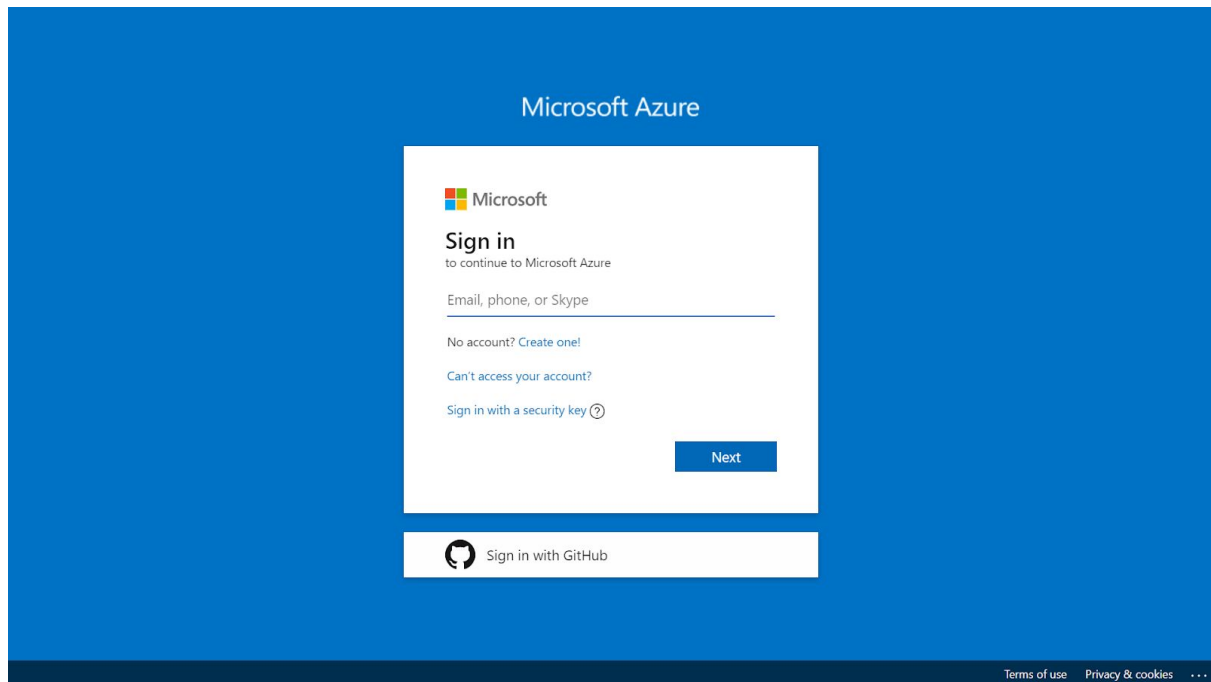 Microsoft Azure
Microsoft
Sign in
to continue to Microsoft Azure
Email, phone, or Skype
No account? Create one!
Can't access your account?
Sign in with a security key
Next
Sign in with GitHub
Terms of use Privacy & cookies ...